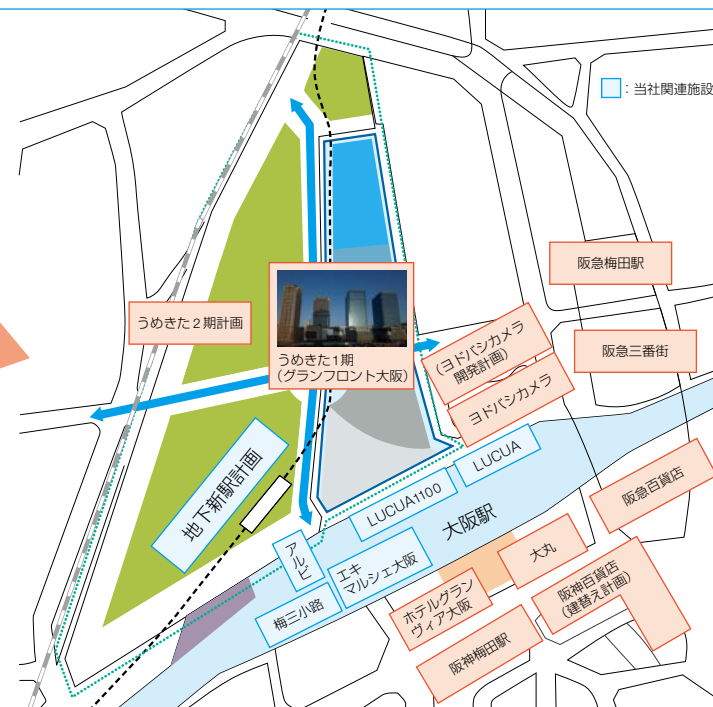 ：当社関連施設
阪急梅田駅
うめきた２期計画
阪急三番街
うめきた1期
（グランフロント大阪）
（ヨドバシカメラ
開発計画）
ヨドバシカメラ
LUCUA
地下新駅計画
LUCUA1100
大阪駅
阪急百貨店
アルビ
エキ
マルシェ大阪
大丸
梅三小路
ホテルグラン
ヴィア大阪
阪神百貨店
（建替え計画）
阪神梅田駅